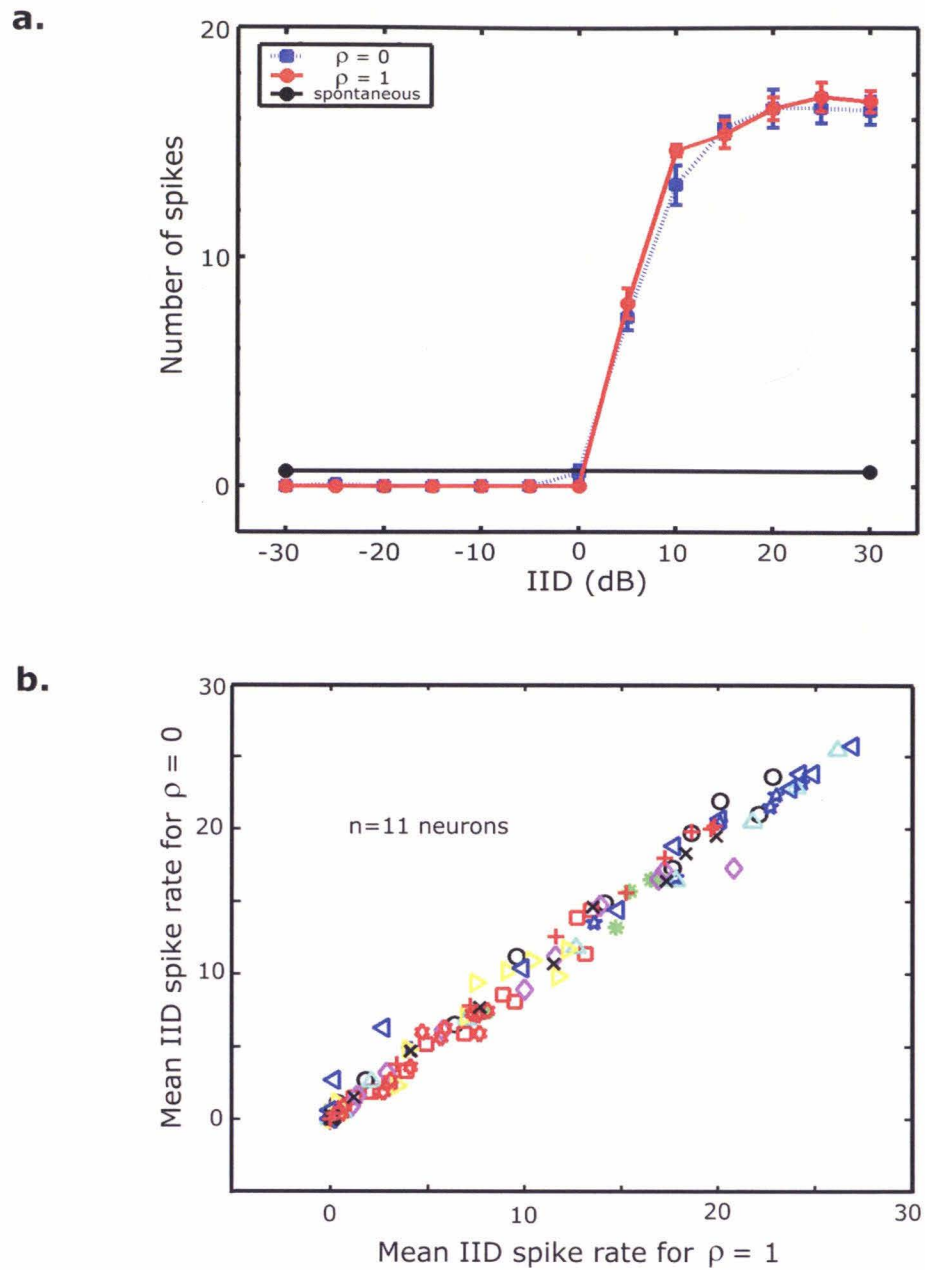 a.
20
ρ = 0
ρ = 1
spontaneous
10
0
Number of spikes
-30
-20
-10
0
10
20
30
IID (dB)
b.
30
20
10
0
n=11 neurons
Mean IID spike rate for ρ = 0
0
10
20
30
Mean IID spike rate for ρ = 1